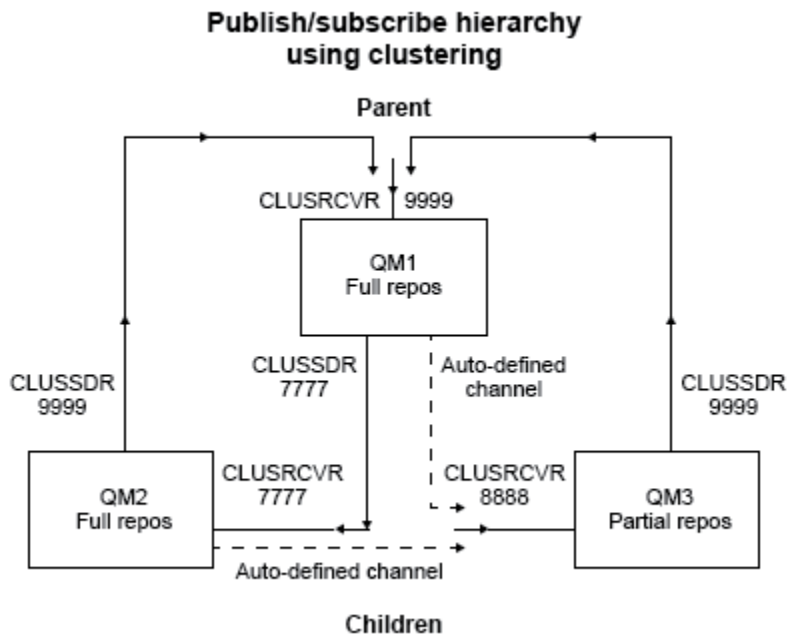 Publish/subscribe hierarchy
using clustering
Parent
CLUSRCVR 9999
QM1
Full repos
CLUSSDR
7777
Auto-defined
channel
CLUSSDR
9999
CLUSSDR
9999
CLUSRCVR
7777
CLUSRCVR
8888
QM2
Full repos
QM3
Partial repos
Auto-defined channel
Children